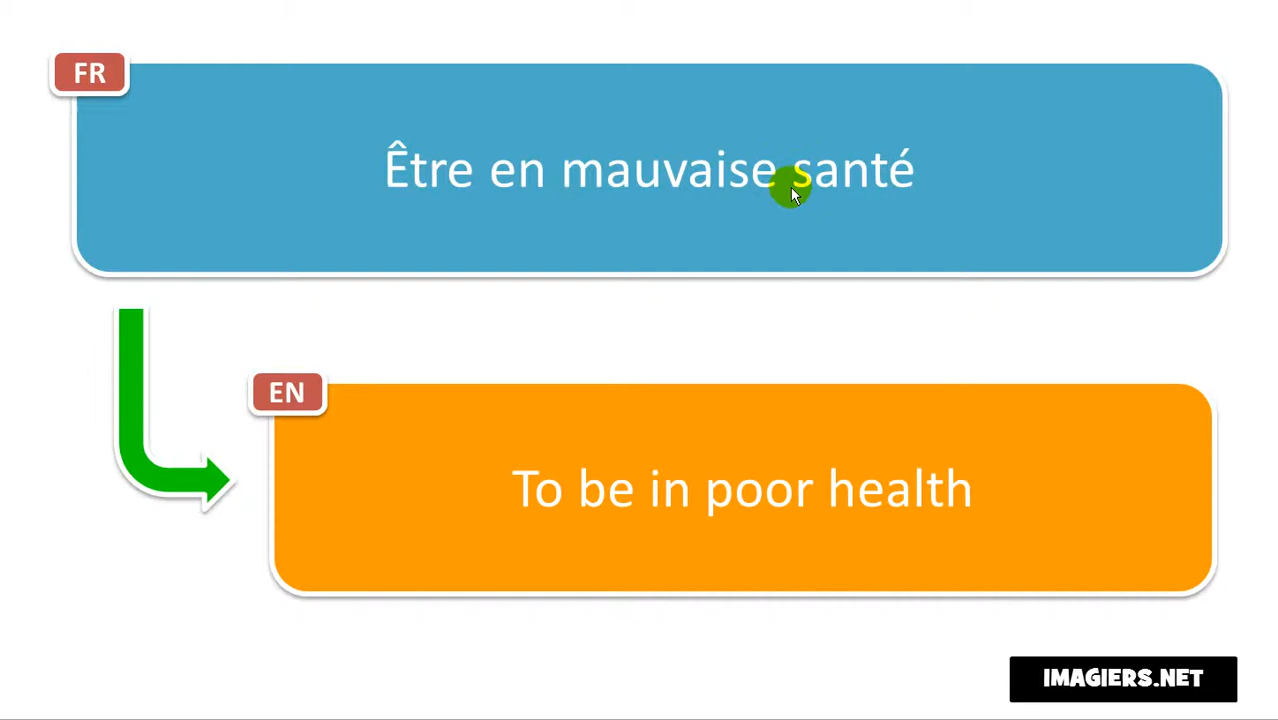 FR
Être en mauvaise santé
EN
To be in poor health
IMAGIERS.NET